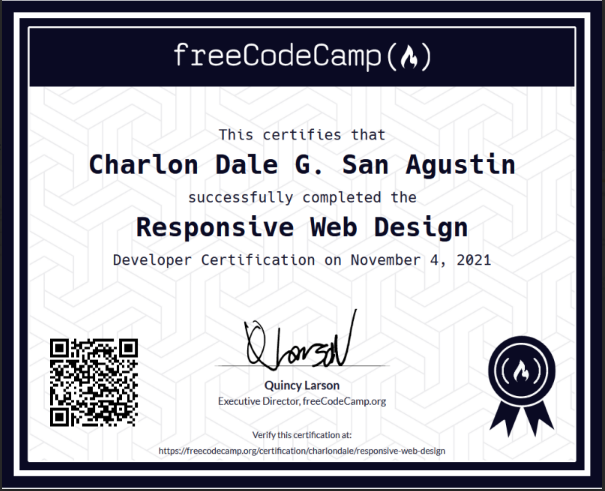 freeCodeCamp(🔥)
This certifies that
Charlon Dale G. San Agustin
successfully completed the
Responsive Web Design
Developer Certification on November 4, 2021
QLarson
Quincy Larson
Executive Director, freeCodeCamp.org
Verify this certification at:
https://freecodecamp.org/certification/charlondale/responsive-web-design